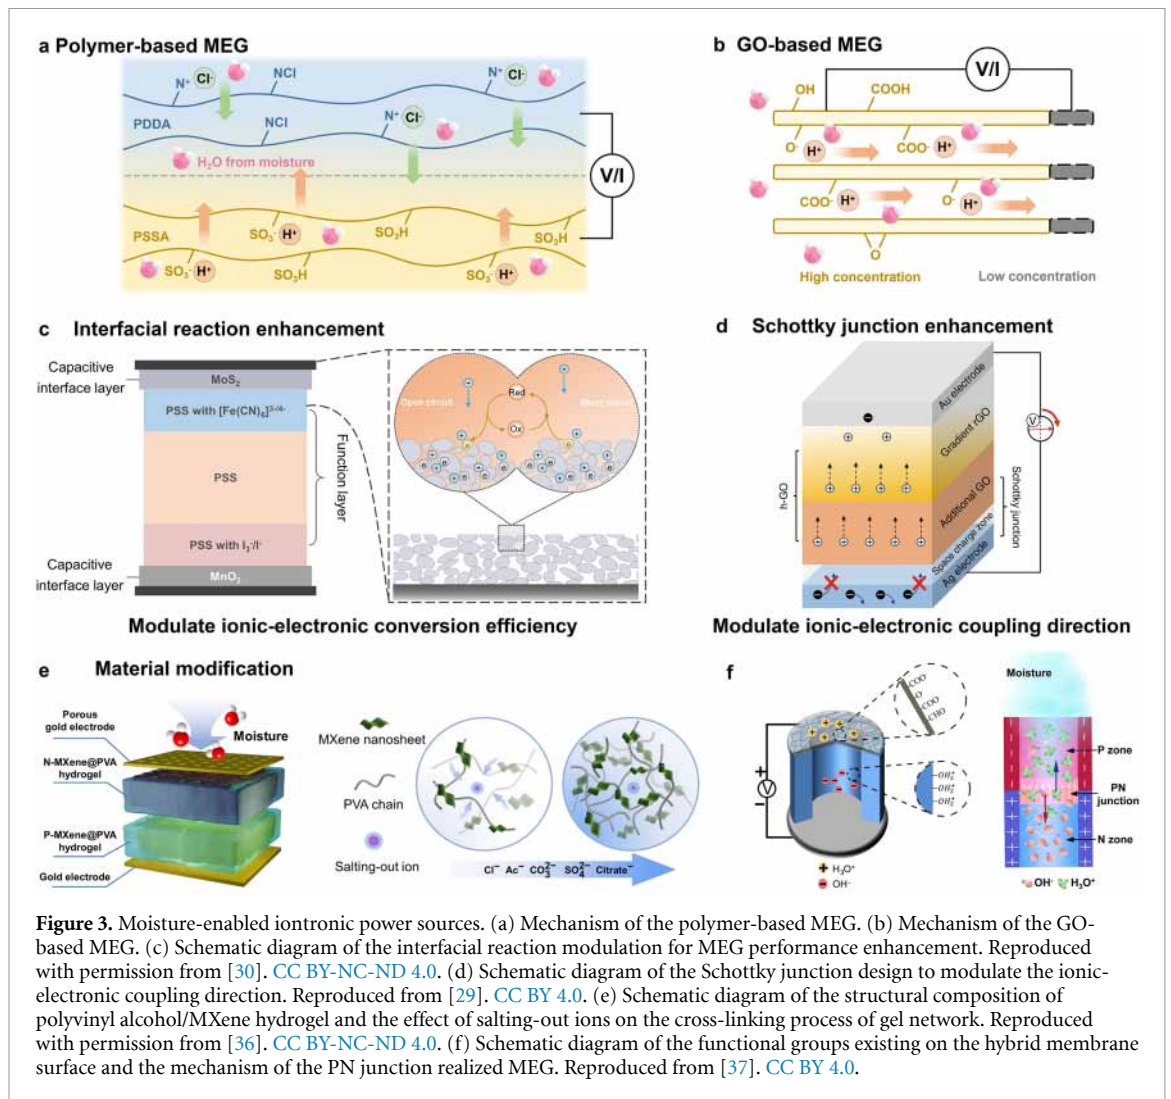 a Polymer-based MEG
N⁺ Cl⁻
NCl
N⁺ Cl⁻
PDDA
NCl
N⁺ Cl⁻
H₂O from moisture
V/I
PSSA
SO₃⁻ H⁺
SO₃H
SO₃H
SO₃⁻ H⁺
SO₃H
SO₃⁻ H⁺
b GO-based MEG
V/I
OH
COOH
O⁻ H⁺
COO⁻ H⁺
COO⁻ H⁺
O⁻ H⁺
O
High concentration
Low concentration
c Interfacial reaction enhancement
Capacitive
interface layer
MoS₂
PSS with [Fe(CN)₆]³⁻/⁴⁻
PSS
PSS with I₃⁻/I⁻
MnO₃
Function layer
Capacitive
interface layer
Open circuit
Short circuit
Red
Ox
Modulate ionic-electronic conversion efficiency
d Schottky junction enhancement
Au electrode
Gradient rGO
Additional GO
Space charge zone
Ag electrode
h-GO
Schottky junction
V
Modulate ionic-electronic coupling direction
e Material modification
Porous
gold electrode
Moisture
N-MXene@PVA
hydrogel
P-MXene@PVA
hydrogel
Gold electrode
MXene nanosheet
PVA chain
Salting-out ion
Cl⁻ Ac⁻ CO₃²⁻ SO₄²⁻ Citrate⁻
f
COO⁻
O⁻
COO⁻
CHO
+
V
−
−OH₂⁺
−OH₂⁺
−OH₂⁺
H₃O⁺
OH⁻
Moisture
P zone
PN
junction
N zone
OH⁻ H₃O⁺
Figure 3. Moisture-enabled iontronic power sources. (a) Mechanism of the polymer-based MEG. (b) Mechanism of the GO-
based MEG. (c) Schematic diagram of the interfacial reaction modulation for MEG performance enhancement. Reproduced
with permission from [30]. CC BY-NC-ND 4.0. (d) Schematic diagram of the Schottky junction design to modulate the ionic-
electronic coupling direction. Reproduced from [29]. CC BY 4.0. (e) Schematic diagram of the structural composition of
polyvinyl alcohol/MXene hydrogel and the effect of salting-out ions on the cross-linking process of gel network. Reproduced
with permission from [36]. CC BY-NC-ND 4.0. (f) Schematic diagram of the functional groups existing on the hybrid membrane
surface and the mechanism of the PN junction realized MEG. Reproduced from [37]. CC BY 4.0.